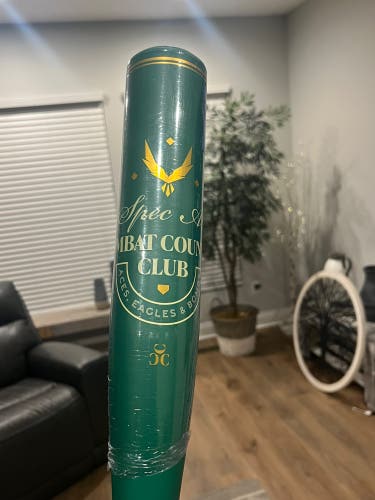 Spec A
MBAT COUN
CLUB
ACES, EAGLES & BO